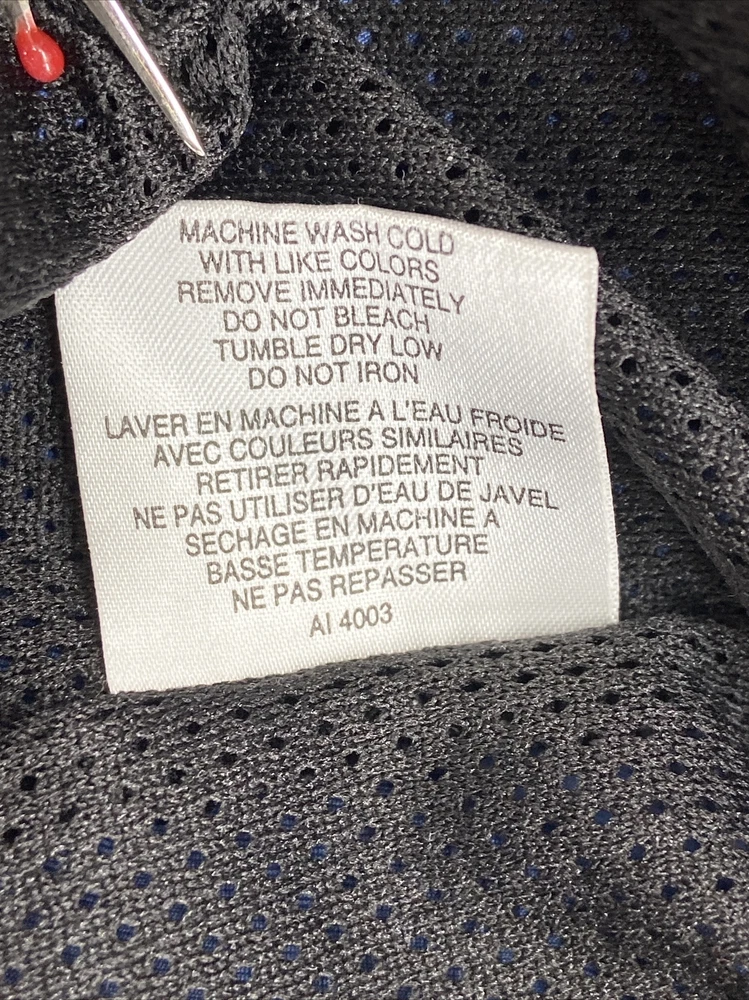 MACHINE WASH COLD
WITH LIKE COLORS
REMOVE IMMEDIATELY
DO NOT BLEACH
TUMBLE DRY LOW
DO NOT IRON
LAVER EN MACHINE A L'EAU FROIDE
AVEC COULEURS SIMILAIRES
RETIRER RAPIDEMENT
NE PAS UTILISER D'EAU DE JAVEL
SECHAGE EN MACHINE A
BASSE TEMPERATURE
NE PAS REPASSER
AI 4003